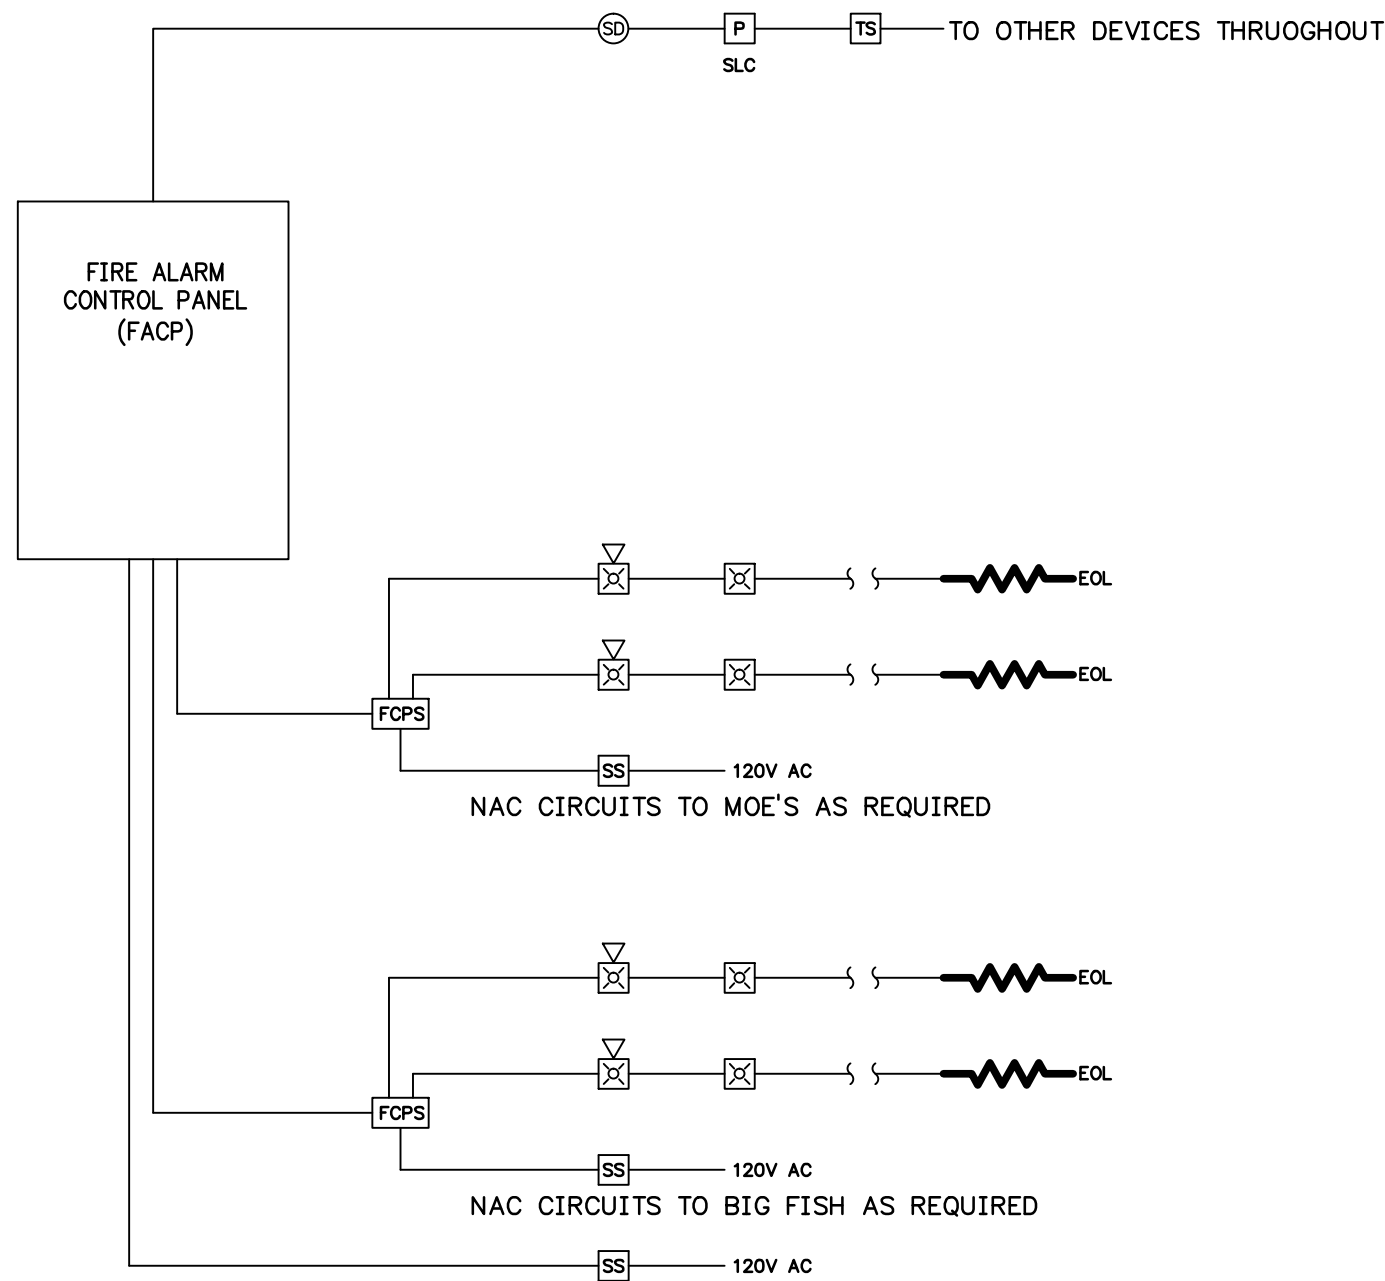 SD
P
TS
TO OTHER DEVICES THRUOGHOUT
SLC
FIRE ALARM
CONTROL PANEL
(FACP)
EOL
EOL
FCPS
SS
120V AC
NAC CIRCUITS TO MOE'S AS REQUIRED
EOL
EOL
FCPS
SS
120V AC
NAC CIRCUITS TO BIG FISH AS REQUIRED
SS
120V AC